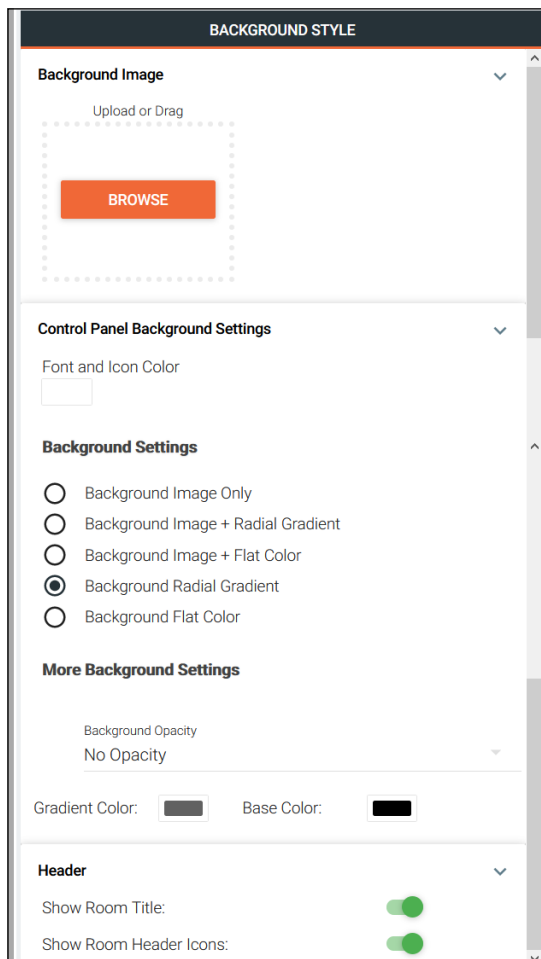 BACKGROUND STYLE
Background Image
Upload or Drag
BROWSE
Control Panel Background Settings
Font and Icon Color
Background Settings
Background Image Only
Background Image + Radial Gradient
Background Image + Flat Color
Background Radial Gradient
Background Flat Color
More Background Settings
Background Opacity
No Opacity
Gradient Color: Base Color:
Header
Show Room Title:
Show Room Header Icons: